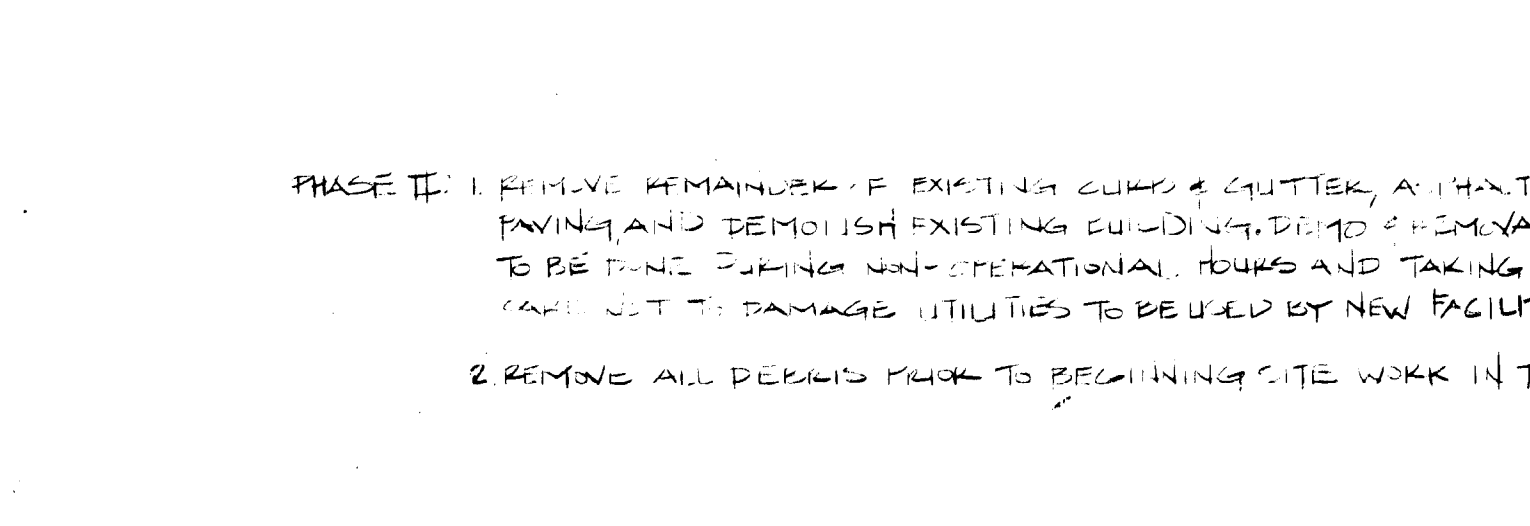 PHASE II: 1. REMOVE REMAINDER OF EXISTING CURB & GUTTER, ASPHALT
PAVING, AND DEMOLISH EXISTING BUILDING. DEMO & REMOVA
TO BE DONE DURING NON-OPERATIONAL HOURS AND TAKING
CARE NOT TO DAMAGE UTILITIES TO BE USED BY NEW FACILIT
2. REMOVE ALL DEBRIS PRIOR TO BEGINNING SITE WORK IN T